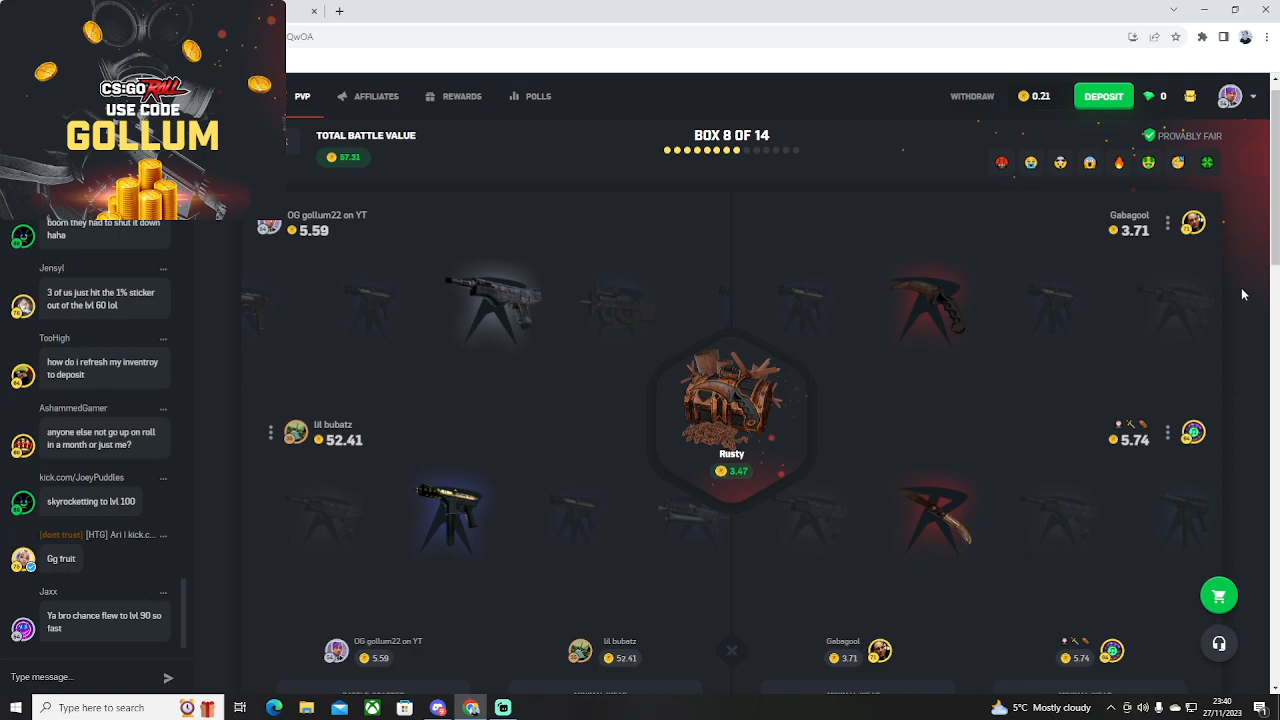 QwOA
CS:GO ROLL
USE CODE
GOLLUM
PVP
AFFILIATES
REWARDS
POLLS
WITHDRAW
0.21
DEPOSIT
0
TOTAL BATTLE VALUE
57.31
BOX 8 OF 14
PROVABLY FAIR
boom they had to shut it down
haha
Jensyl
3 of us just hit the 1% sticker
out of the lvl 60 lol
TooHigh
how do i refresh my inventroy
to deposit
AshammedGamer
anyone else not go up on roll
in a month or just me?
kick.com/JoeyPuddles
skyrocketting to lvl 100
[dont trust] [HTG] Ari | kick.c...
Gg fruit
Jaxx
Ya bro chance flew to lvl 90 so
fast
Type message...
OG gollum22 on YT
5.59
Gabagool
3.71
71
lil bubatz
52.41
5.74
Rusty
3.47
OG gollum22 on YT
5.59
lil bubatz
52.41
Gabagool
3.71
71
5.74
Type here to search
5°C Mostly cloudy
23:40
27/11/2023